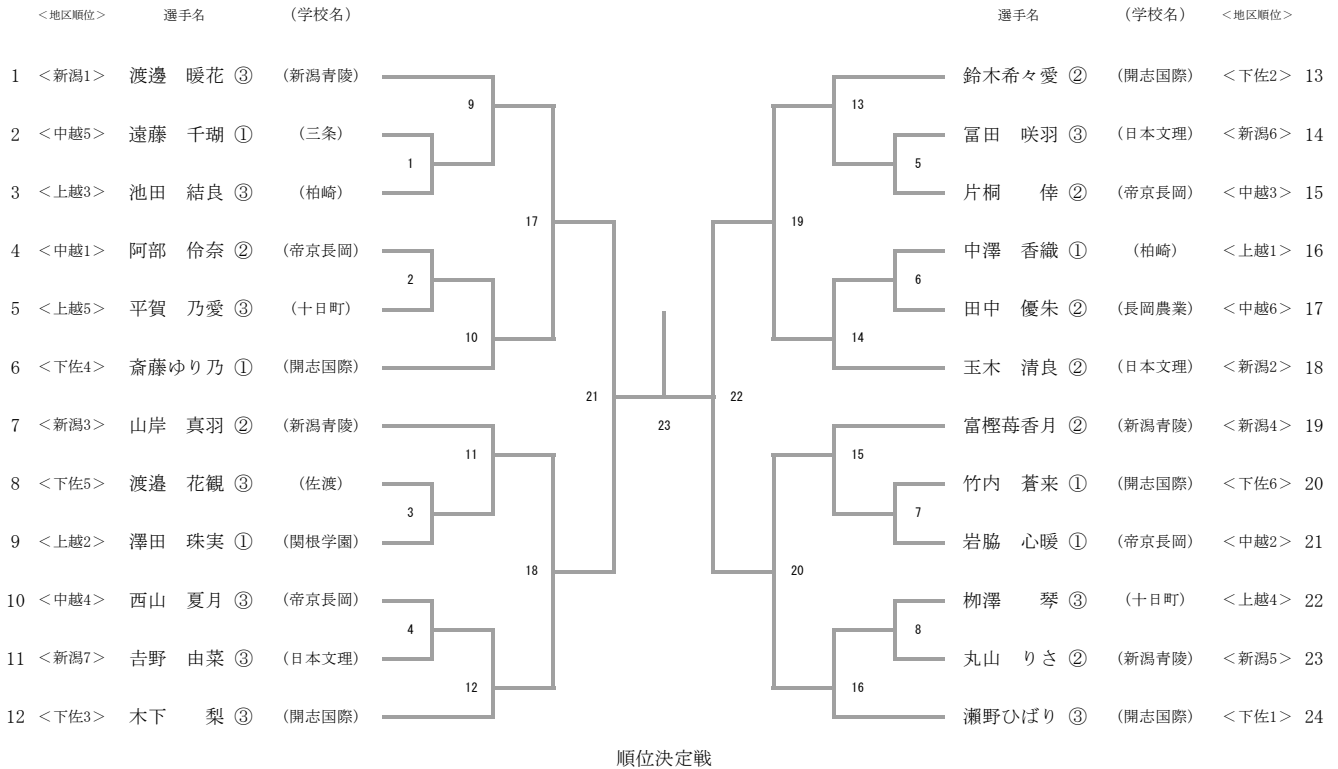 ＜地区順位＞ 選手名 (学校名) 選手名 (学校名) ＜地区順位＞
1 ＜新潟1＞ 渡邊 暖花 ③ (新潟青陵) 鈴木希々愛 ② (開志国際) ＜下佐2＞ 13
9 13
2 ＜中越5＞ 遠藤 千瑚 ① (三条) 冨田 咲羽 ③ (日本文理) ＜新潟6＞ 14
1 5
3 ＜上越3＞ 池田 結良 ③ (柏崎) 片桐 倖 ② (帝京長岡) ＜中越3＞ 15
17 19
4 ＜中越1＞ 阿部 伶奈 ② (帝京長岡) 中澤 香織 ① (柏崎) ＜上越1＞ 16
2 6
5 ＜上越5＞ 平賀 乃愛 ③ (十日町) 田中 優朱 ② (長岡農業) ＜中越6＞ 17
10 14
6 ＜下佐4＞ 斎藤ゆり乃 ① (開志国際) 玉木 清良 ② (日本文理) ＜新潟2＞ 18
21 22
7 ＜新潟3＞ 山岸 真羽 ② (新潟青陵) 23 富樫苺香月 ② (新潟青陵) ＜新潟4＞ 19
11 15
8 ＜下佐5＞ 渡邉 花観 ③ (佐渡) 竹内 蒼来 ① (開志国際) ＜下佐6＞ 20
3 7
9 ＜上越2＞ 澤田 珠実 ① (関根学園) 岩脇 心暖 ① (帝京長岡) ＜中越2＞ 21
18 20
10 ＜中越4＞ 西山 夏月 ③ (帝京長岡) 栁澤 琴 ③ (十日町) ＜上越4＞ 22
4 8
11 ＜新潟7＞ 𠮷野 由菜 ③ (日本文理) 丸山 りさ ② (新潟青陵) ＜新潟5＞ 23
12 16
12 ＜下佐3＞ 木下 梨 ③ (開志国際) 瀨野ひばり ③ (開志国際) ＜下佐1＞ 24
順位決定戦